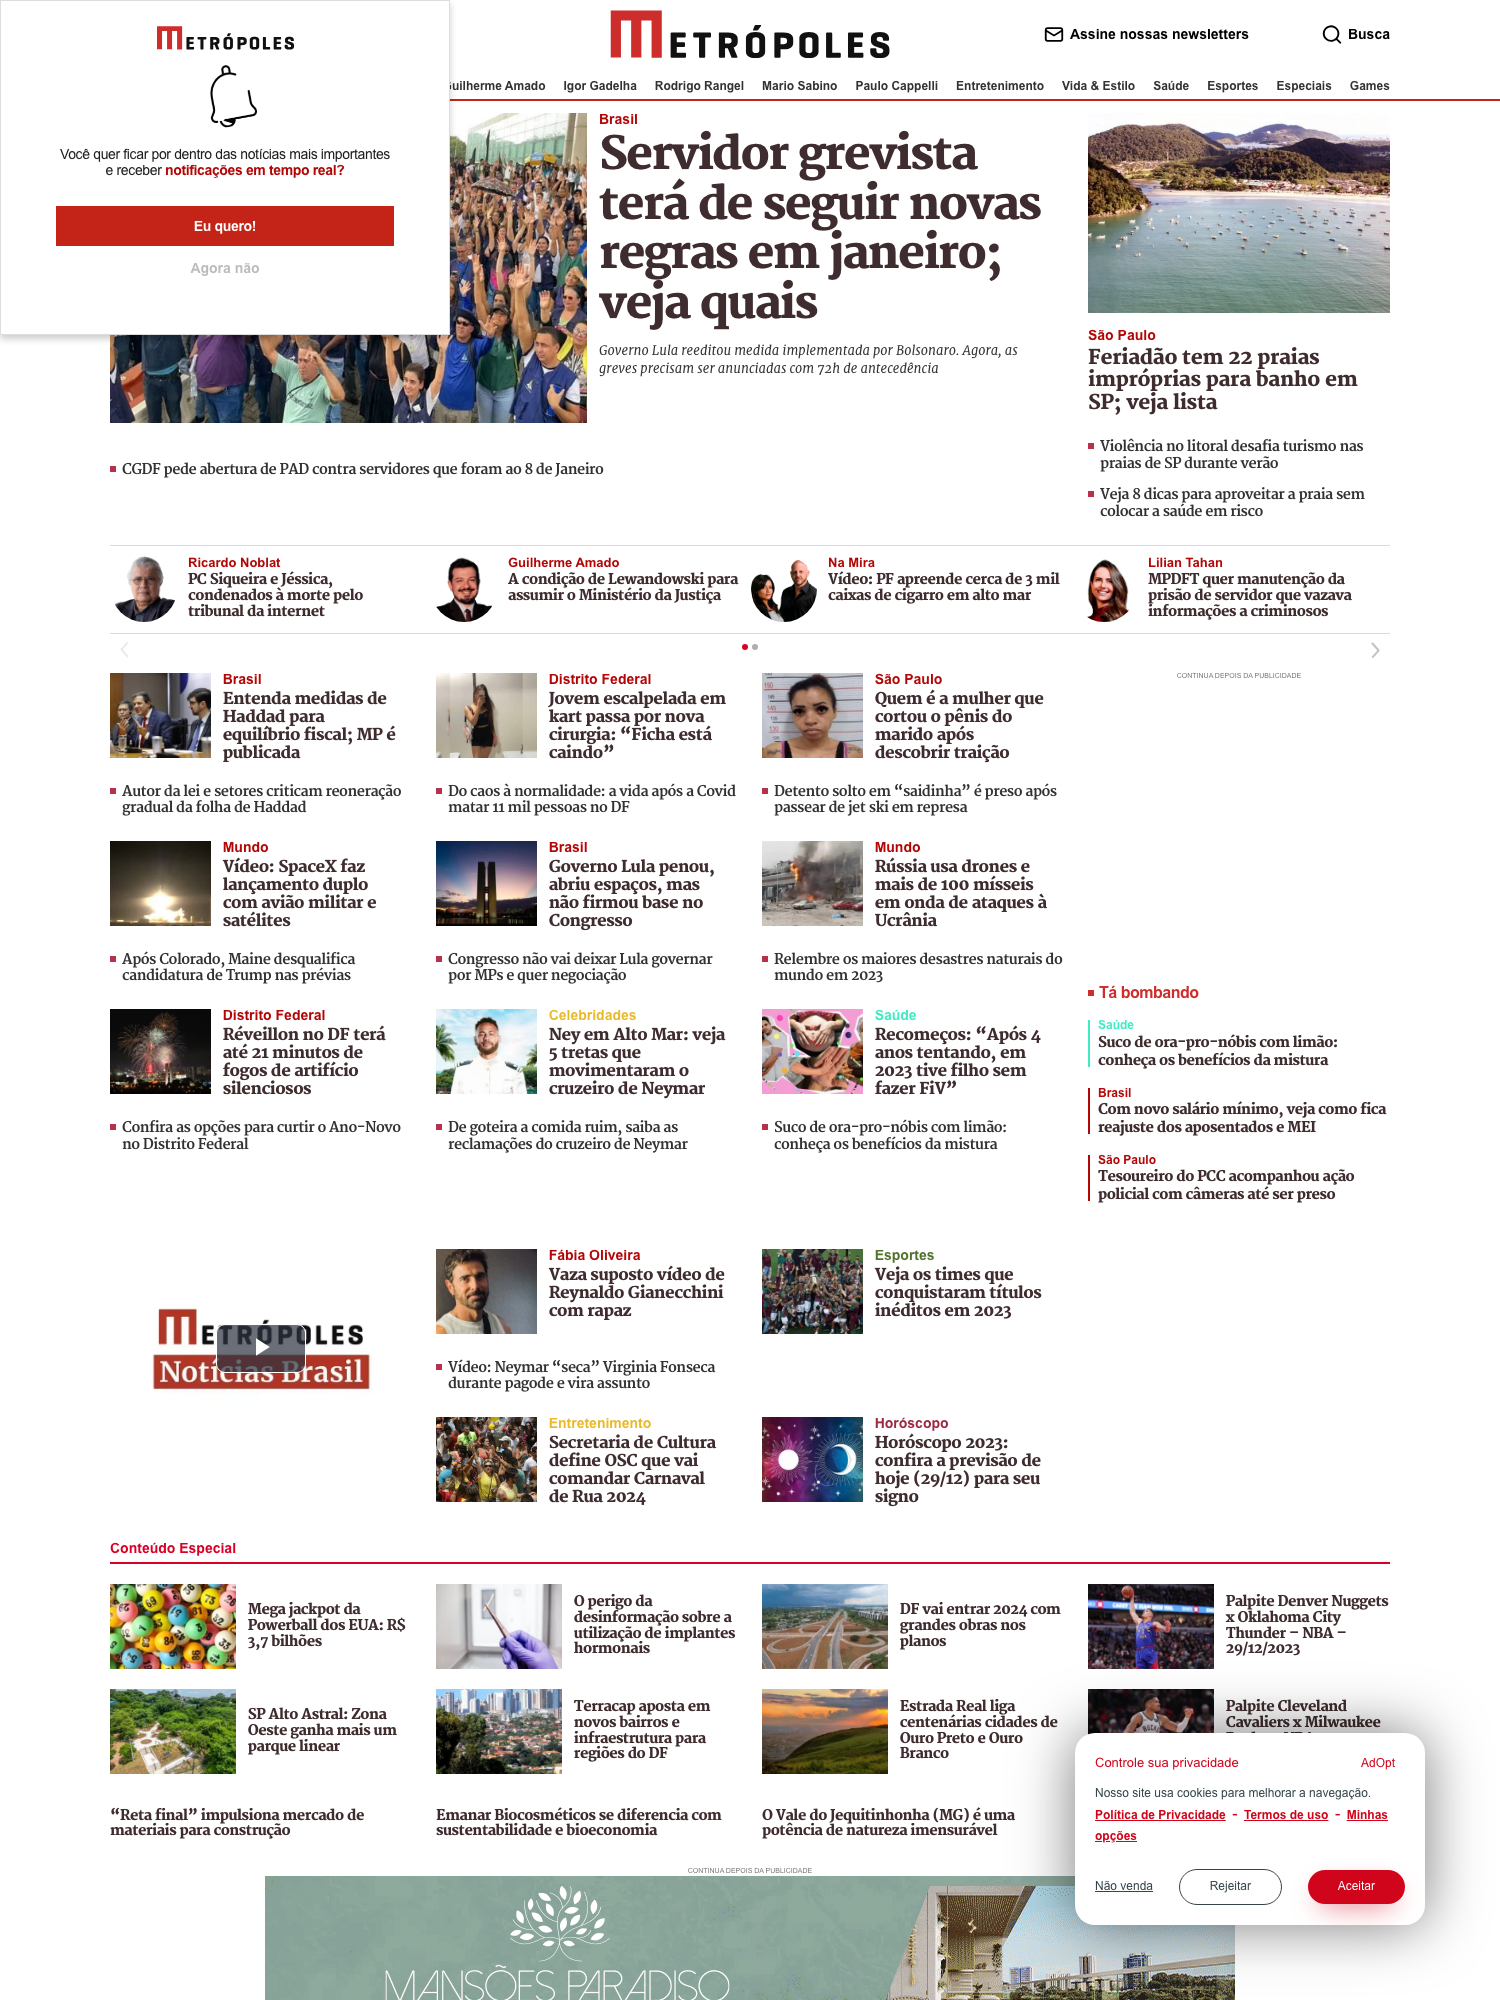 METRÓPOLES
Você quer ficar por dentro das notícias mais importantes
e receber notificações em tempo real?
Eu quero!
Agora não
METRÓPOLES
Assine nossas newsletters
Busca
Guilherme Amado Igor Gadelha Rodrigo Rangel Mario Sabino Paulo Cappelli Entretenimento Vida & Estilo Saúde Esportes Especiais Games
Brasil
Servidor grevista
terá de seguir novas
regras em janeiro;
veja quais
Governo Lula reeditou medida implementada por Bolsonaro. Agora, as
greves precisam ser anunciadas com 72h de antecedência
CGDF pede abertura de PAD contra servidores que foram ao 8 de Janeiro
São Paulo
Feriadão tem 22 praias
impróprias para banho em
SP; veja lista
Violência no litoral desafia turismo nas
praias de SP durante verão
Veja 8 dicas para aproveitar a praia sem
colocar a saúde em risco
Ricardo Noblat
PC Siqueira e Jéssica,
condenados à morte pelo
tribunal da internet
Guilherme Amado
A condição de Lewandowski para
assumir o Ministério da Justiça
Na Mira
Vídeo: PF apreende cerca de 3 mil
caixas de cigarro em alto mar
Lilian Tahan
MPDFT quer manutenção da
prisão de servidor que vazava
informações a criminosos
Brasil
Entenda medidas de
Haddad para
equilíbrio fiscal; MP é
publicada
Autor da lei e setores criticam reoneração
gradual da folha de Haddad
Distrito Federal
Jovem escalpelada em
kart passa por nova
cirurgia: “Ficha está
caindo”
Do caos à normalidade: a vida após a Covid
matar 11 mil pessoas no DF
São Paulo
Quem é a mulher que
cortou o pênis do
marido após
descobrir traição
Detento solto em “saidinha” é preso após
passear de jet ski em represa
CONTINUA DEPOIS DA PUBLICIDADE
Mundo
Vídeo: SpaceX faz
lançamento duplo
com avião militar e
satélites
Após Colorado, Maine desqualifica
candidatura de Trump nas prévias
Brasil
Governo Lula penou,
abriu espaços, mas
não firmou base no
Congresso
Congresso não vai deixar Lula governar
por MPs e quer negociação
Mundo
Rússia usa drones e
mais de 100 mísseis
em onda de ataques à
Ucrânia
Relembre os maiores desastres naturais do
mundo em 2023
Distrito Federal
Réveillon no DF terá
até 21 minutos de
fogos de artifício
silenciosos
Confira as opções para curtir o Ano-Novo
no Distrito Federal
Celebridades
Ney em Alto Mar: veja
5 tretas que
movimentaram o
cruzeiro de Neymar
De goteira a comida ruim, saiba as
reclamações do cruzeiro de Neymar
Saúde
Recomeços: “Após 4
anos tentando, em
2023 tive filho sem
fazer FiV”
Suco de ora-pro-nóbis com limão:
conheça os benefícios da mistura
Tá bombando
Saúde
Suco de ora-pro-nóbis com limão:
conheça os benefícios da mistura
Brasil
Com novo salário mínimo, veja como fica
reajuste dos aposentados e MEI
São Paulo
Tesoureiro do PCC acompanhou ação
policial com câmeras até ser preso
METRÓPOLES
Notícias Brasil
Fábia Oliveira
Vaza suposto vídeo de
Reynaldo Gianecchini
com rapaz
Vídeo: Neymar “seca” Virginia Fonseca
durante pagode e vira assunto
Esportes
Veja os times que
conquistaram títulos
inéditos em 2023
Entretenimento
Secretaria de Cultura
define OSC que vai
comandar Carnaval
de Rua 2024
Horóscopo
Horóscopo 2023:
confira a previsão de
hoje (29/12) para seu
signo
Conteúdo Especial
Mega jackpot da
Powerball dos EUA: R$
3,7 bilhões
O perigo da
desinformação sobre a
utilização de implantes
hormonais
DF vai entrar 2024 com
grandes obras nos
planos
Palpite Denver Nuggets
x Oklahoma City
Thunder – NBA –
29/12/2023
SP Alto Astral: Zona
Oeste ganha mais um
parque linear
Terracap aposta em
novos bairros e
infraestrutura para
regiões do DF
Estrada Real liga
centenárias cidades de
Ouro Preto e Ouro
Branco
Palpite Cleveland
Cavaliers x Milwaukee
“Reta final” impulsiona mercado de
materiais para construção
Emanar Biocosméticos se diferencia com
sustentabilidade e bioeconomia
O Vale do Jequitinhonha (MG) é uma
potência de natureza imensurável
Controle sua privacidade
AdOpt
Nosso site usa cookies para melhorar a navegação.
Política de Privacidade - Termos de uso - Minhas
opções
Não venda
Rejeitar
Aceitar
CONTINUA DEPOIS DA PUBLICIDADE
MANSÕES PARADISO